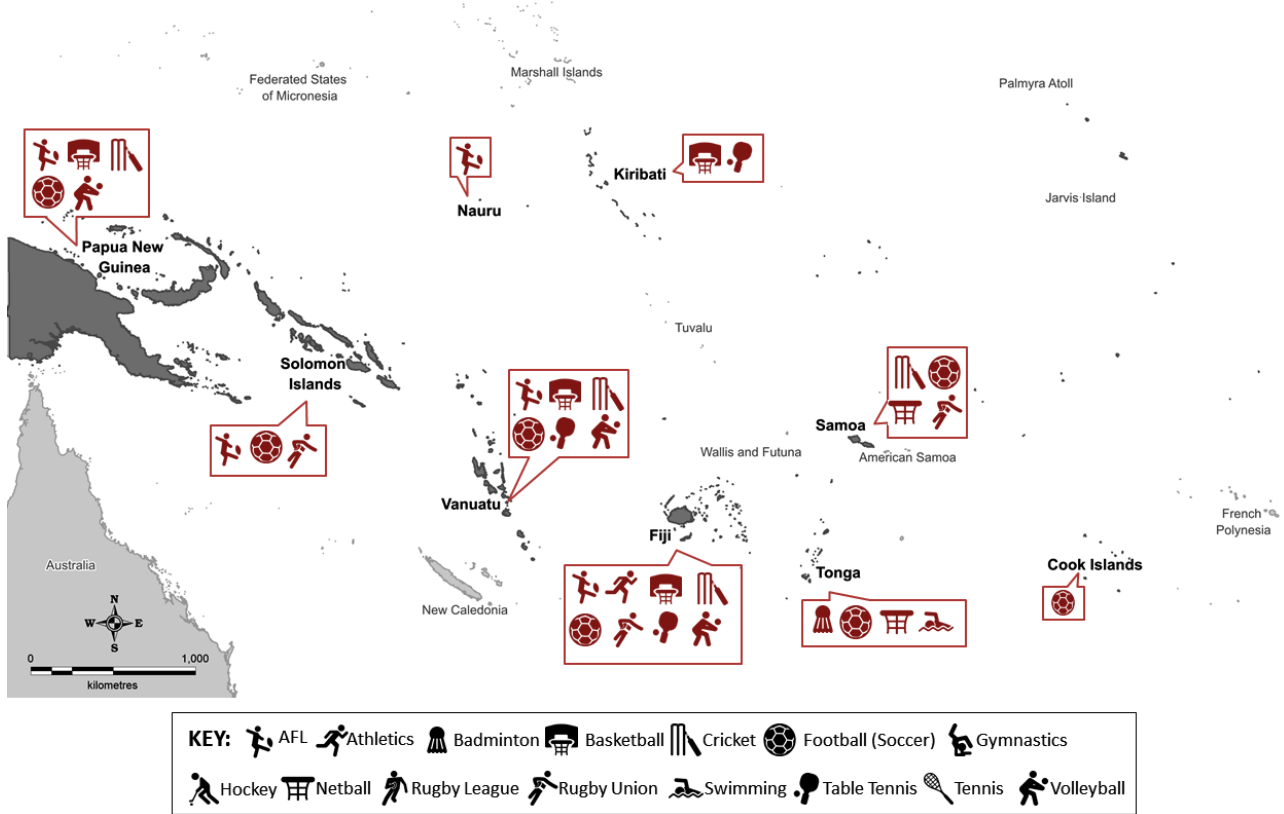 Federated States
of Micronesia
Marshall Islands
Palmyra Atoll
Kiribati
Jarvis Island
Nauru
Papua New
Guinea
Tuvalu
Solomon
Islands
Samoa
American Samoa
Wallis and Futuna
Vanuatu
French
Polynesia
Fiji
Australia
Tonga
Cook Islands
New Caledonia
N
W E
S
0 1,000
kilometres
KEY: AFL Athletics Badminton Basketball Cricket Football (Soccer) Gymnastics
Hockey Netball Rugby League Rugby Union Swimming Table Tennis Tennis Volleyball